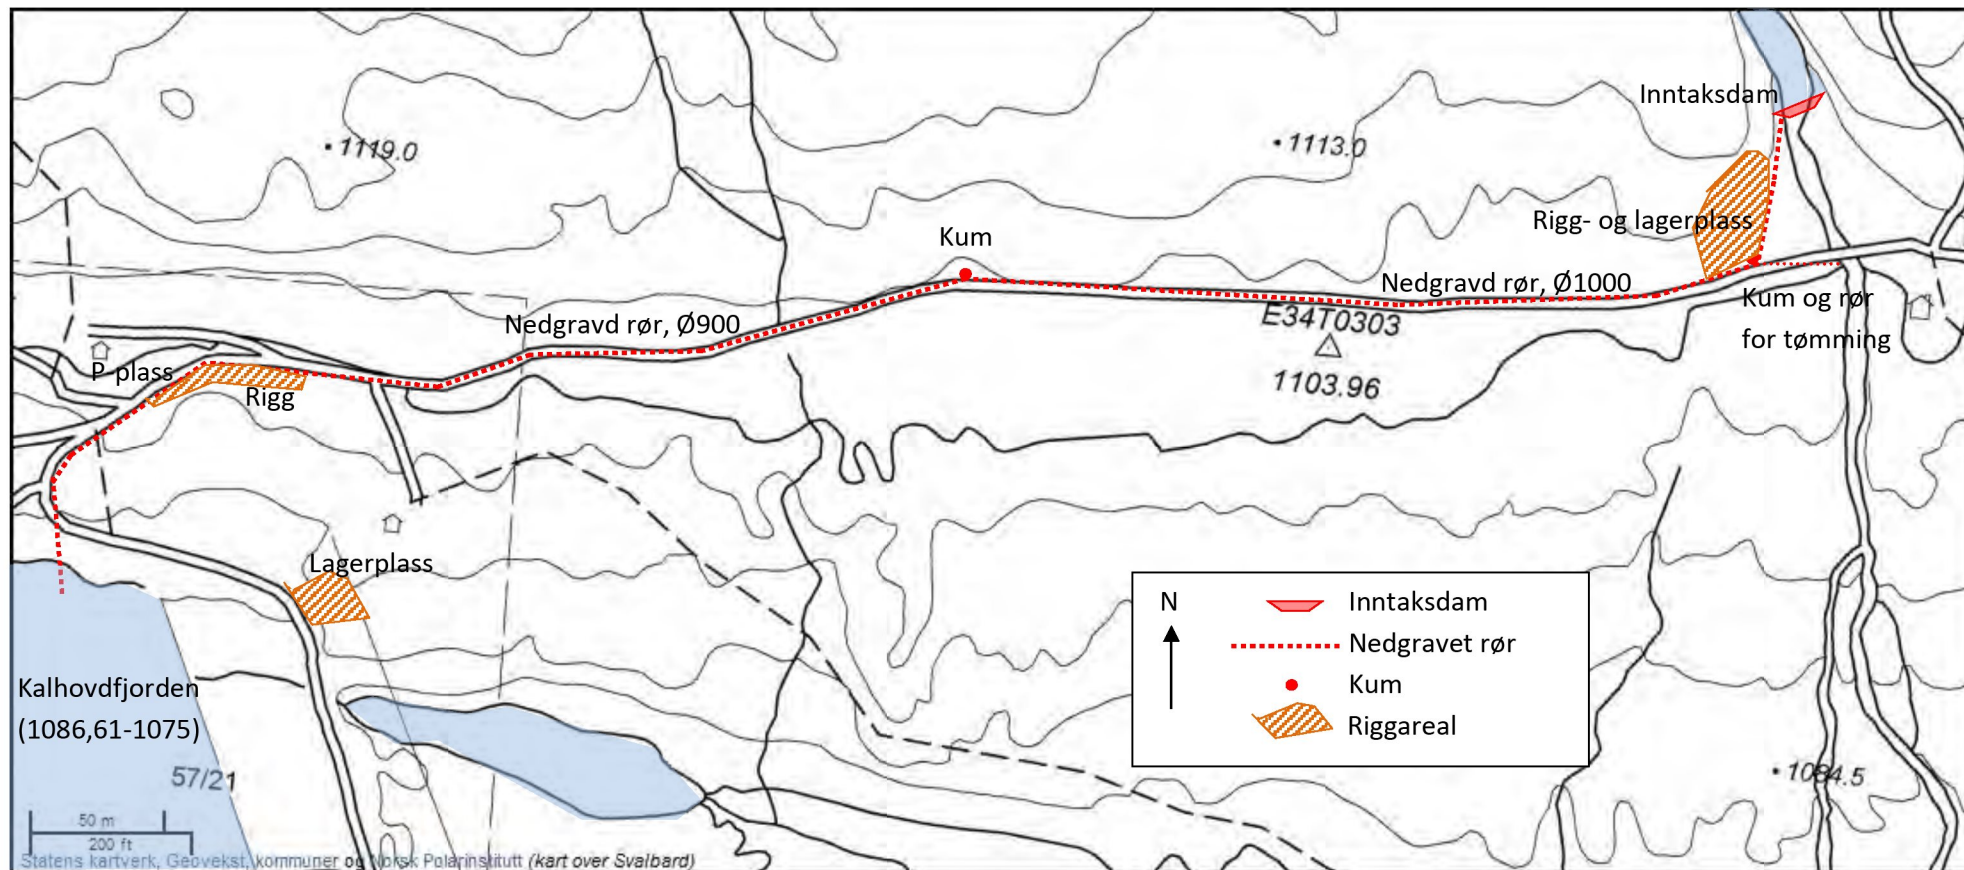 Inntaksdam
1119.0
1113.0
Rigg- og lagerplass
Kum
Nedgravd rør, Ø1000
Kum og rør
for tømming
Nedgravd rør, Ø900
E34T0303
1103.96
P-plass
Rigg
Lagerplass
N
Inntaksdam
Nedgravet rør
Kum
Riggareal
Kalhovdfjorden
(1086,61-1075)
57/21
1084.5
50 m
200 ft
Statens kartverk, Geovekst, kommuner og Norsk Polarinstitutt (kart over Svalbard)